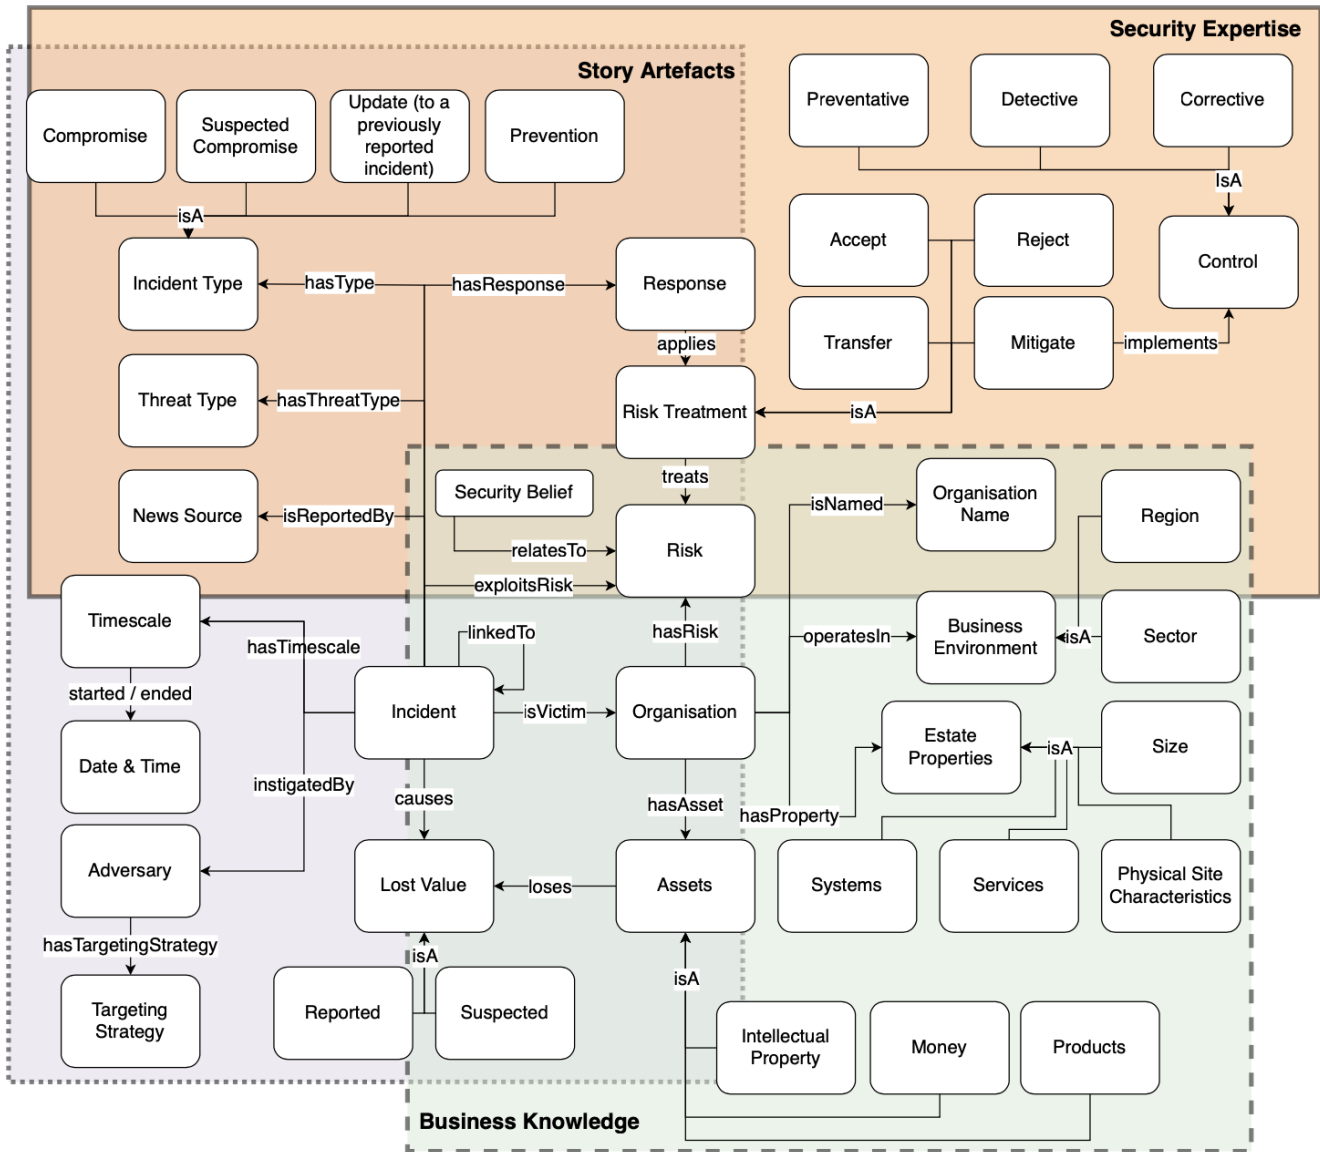 Security Expertise
Story Artefacts
Compromise
Suspected
Compromise
Update (to a
previously
reported
incident)
Prevention
Preventative
Detective
Corrective
isA
IsA
Incident Type
hasType
hasResponse
Response
Accept
Reject
Control
applies
Transfer
Mitigate
implements
Threat Type
hasThreatType
Risk Treatment
isA
treats
Security Belief
News Source
isReportedBy
relatesTo
Risk
isNamed
Organisation
Name
Region
exploitsRisk
Timescale
hasTimescale
linkedTo
hasRisk
operatesIn
Business
Environment
isA
Sector
started / ended
Incident
isVictim
Organisation
Estate
Properties
isA
Size
Date & Time
instigatedBy
causes
hasAsset
hasProperty
Adversary
Lost Value
loses
Assets
Systems
Services
Physical Site
Characteristics
hasTargetingStrategy
isA
isA
Targeting
Strategy
Reported
Suspected
Intellectual
Property
Money
Products
Business Knowledge